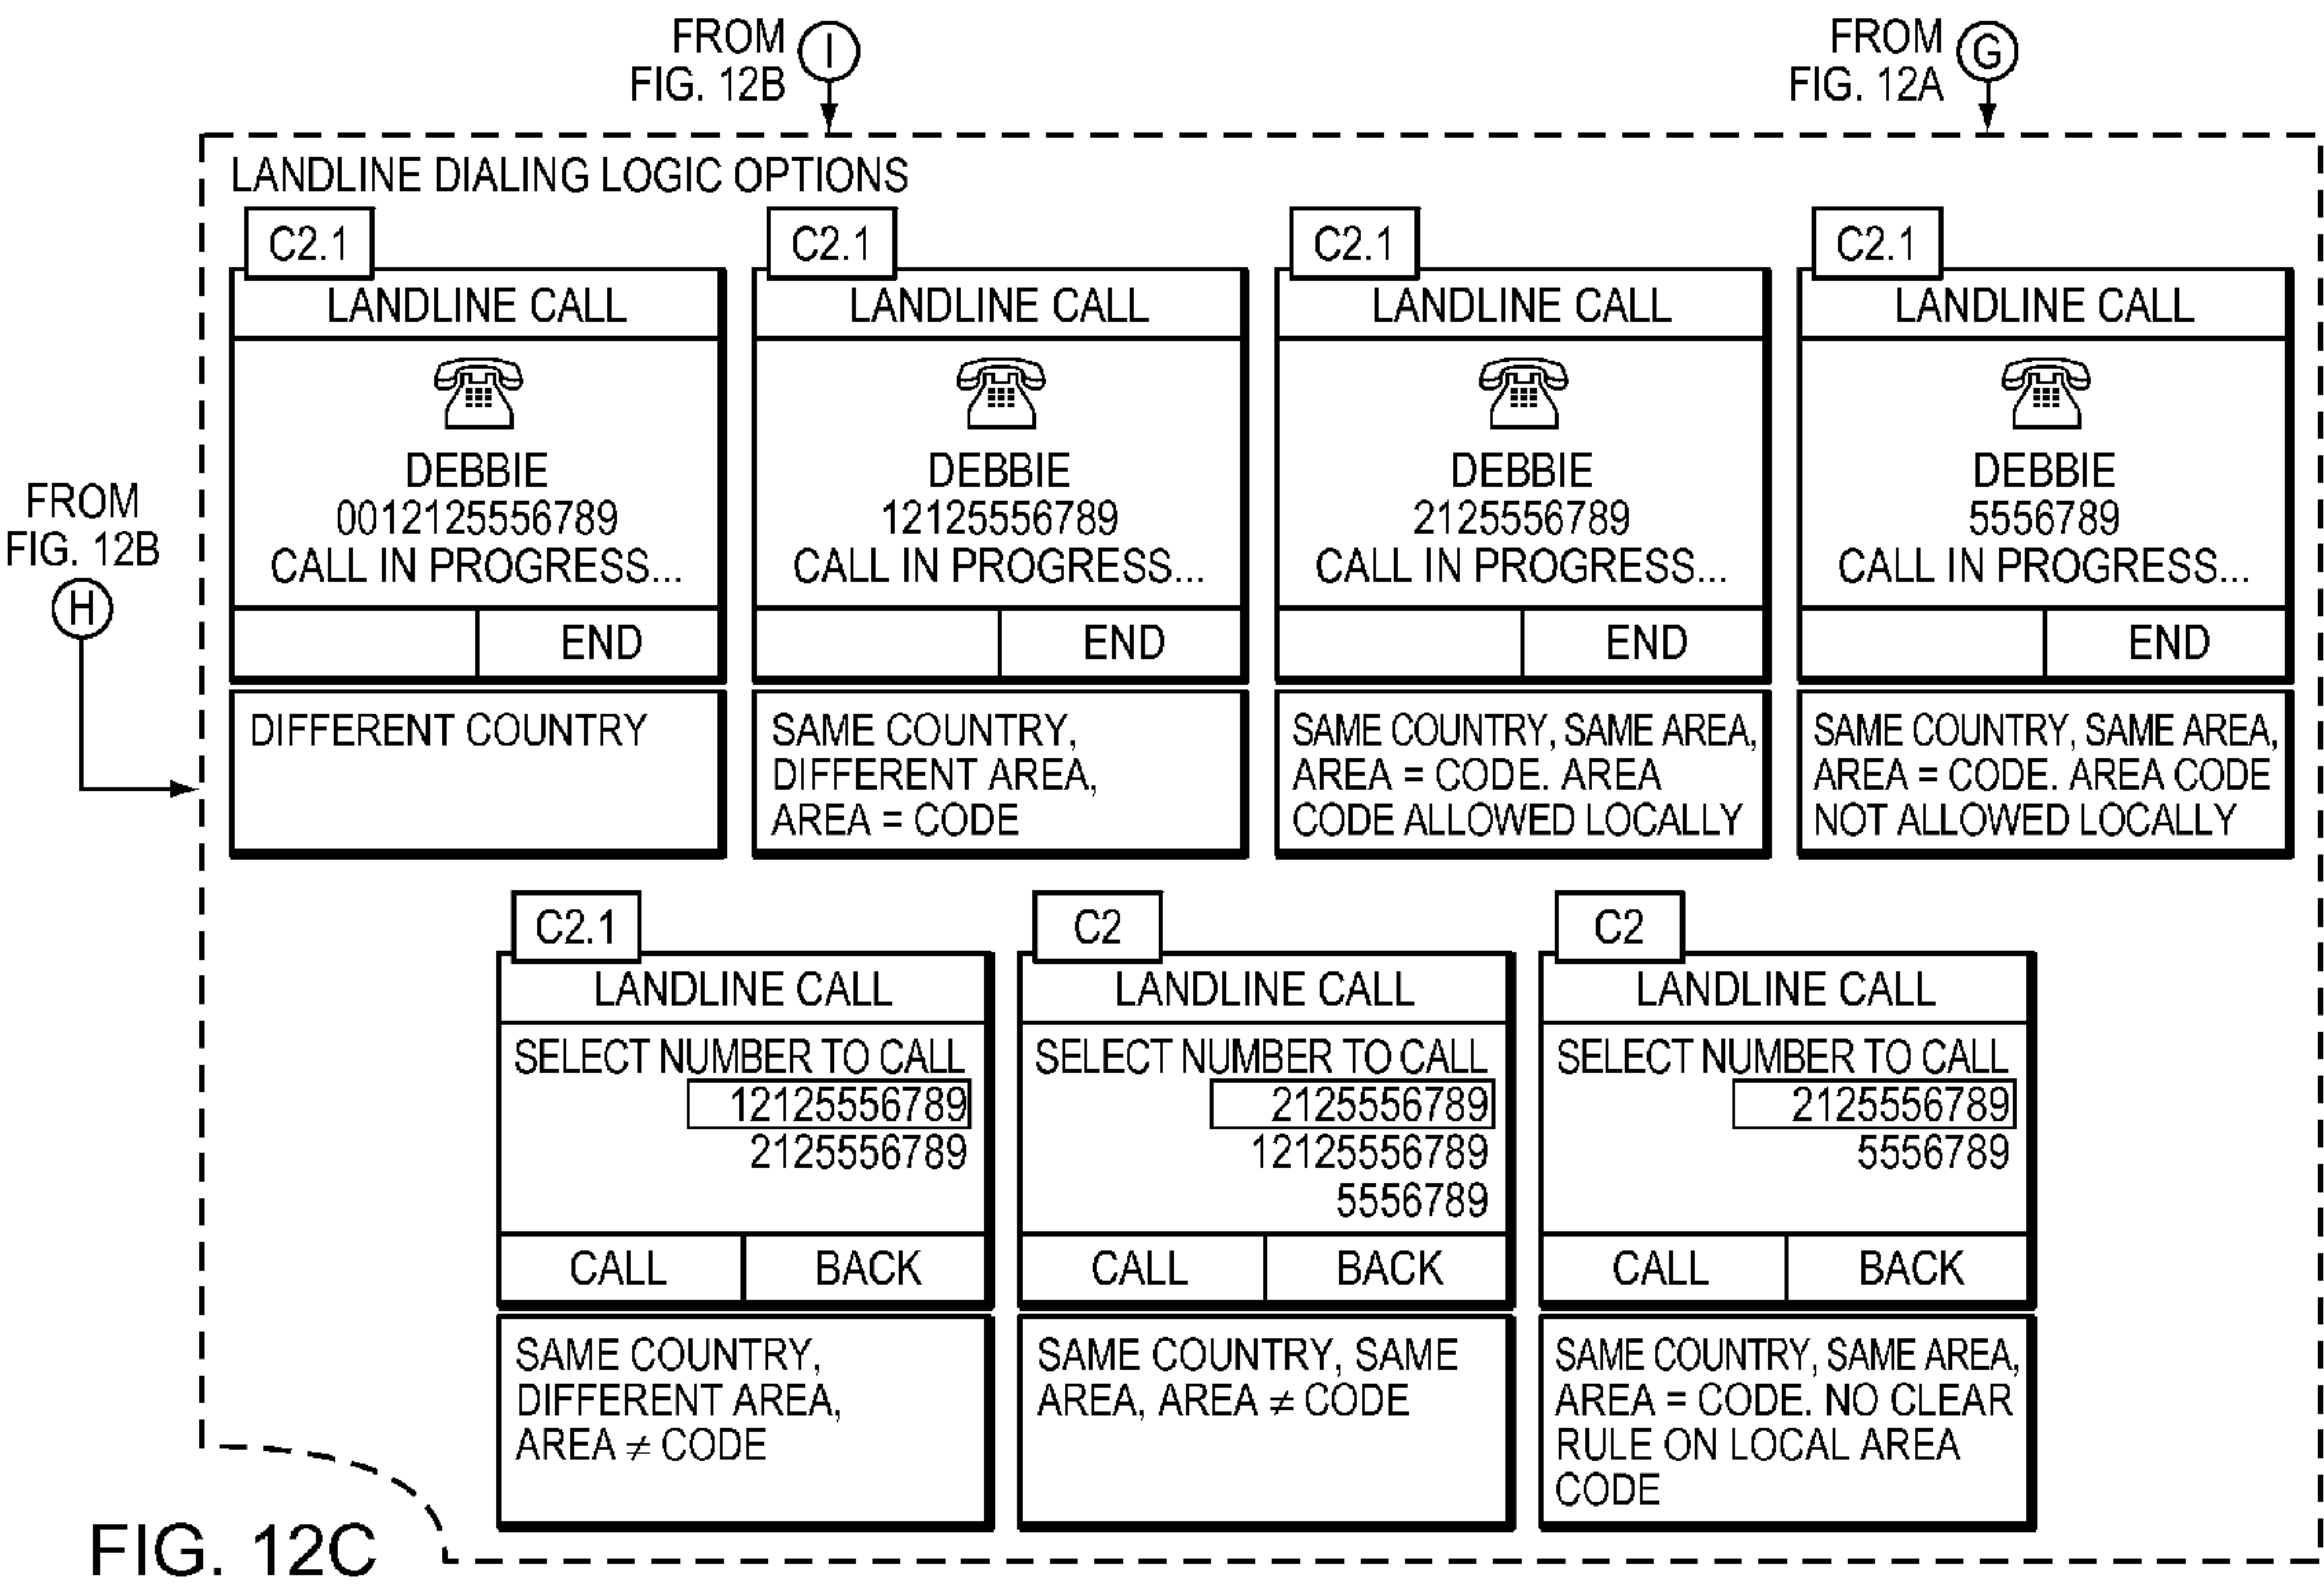 FROM
FIG. 12B
I
FROM
FIG. 12A
G
LANDLINE DIALING LOGIC OPTIONS
C2.1
LANDLINE CALL
DEBBIE
0012125556789
CALL IN PROGRESS...
END
DIFFERENT COUNTRY
C2.1
LANDLINE CALL
DEBBIE
12125556789
CALL IN PROGRESS...
END
SAME COUNTRY,
DIFFERENT AREA,
AREA = CODE
C2.1
LANDLINE CALL
DEBBIE
2125556789
CALL IN PROGRESS...
END
SAME COUNTRY, SAME AREA,
AREA = CODE. AREA
CODE ALLOWED LOCALLY
C2.1
LANDLINE CALL
DEBBIE
5556789
CALL IN PROGRESS...
END
SAME COUNTRY, SAME AREA,
AREA = CODE. AREA CODE
NOT ALLOWED LOCALLY
FROM
FIG. 12B
H
C2.1
LANDLINE CALL
SELECT NUMBER TO CALL
12125556789
2125556789
CALL BACK
SAME COUNTRY,
DIFFERENT AREA,
AREA ≠ CODE
C2
LANDLINE CALL
SELECT NUMBER TO CALL
2125556789
12125556789
5556789
CALL BACK
SAME COUNTRY, SAME
AREA, AREA ≠ CODE
C2
LANDLINE CALL
SELECT NUMBER TO CALL
2125556789
5556789
CALL BACK
SAME COUNTRY, SAME AREA,
AREA = CODE. NO CLEAR
RULE ON LOCAL AREA
CODE
FIG. 12C